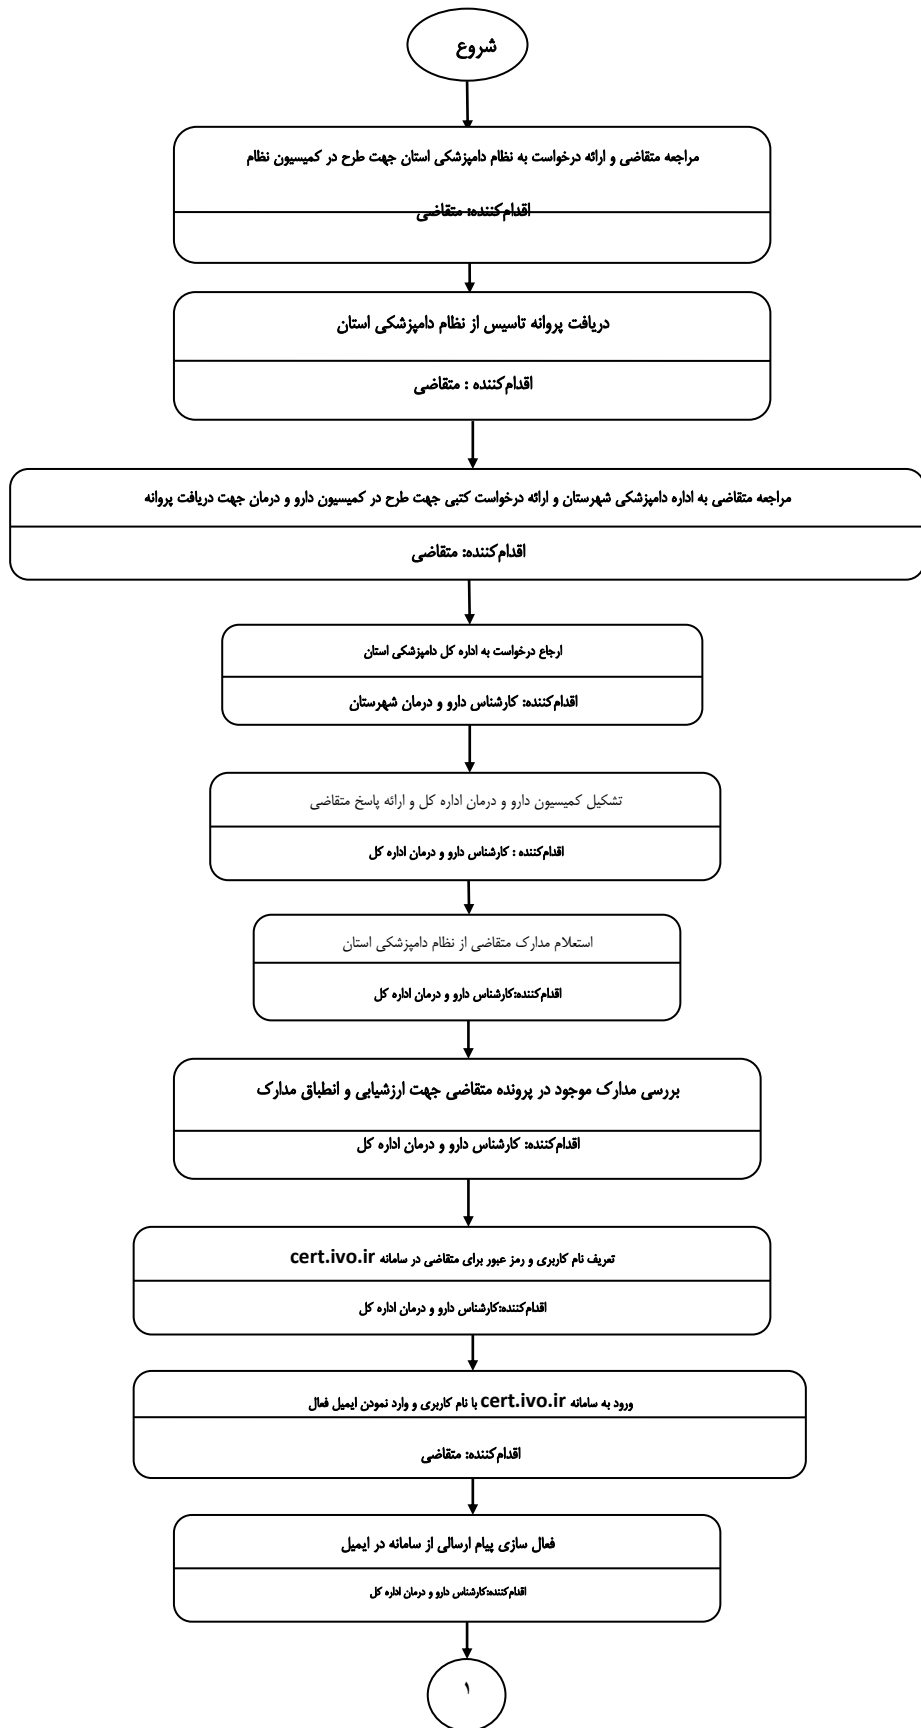 شروع
مراجعه متقاضی و ارائه درخواست به نظام دامپزشکی استان جهت طرح در کمیسیون نظام
اقدام‌کننده: متقاضی
دریافت پروانه تاسیس از نظام دامپزشکی استان
اقدام‌کننده : متقاضی
مراجعه متقاضی به اداره دامپزشکی شهرستان و ارائه درخواست کتبی جهت طرح در کمیسیون دارو و درمان جهت دریافت پروانه
اقدام‌کننده: متقاضی
ارجاع درخواست به اداره کل دامپزشکی استان
اقدام‌کننده: کارشناس دارو و درمان شهرستان
تشکیل کمیسیون دارو و درمان اداره کل و ارائه پاسخ متقاضی
اقدام‌کننده : کارشناس دارو و درمان اداره کل
استعلام مدارک متقاضی از نظام دامپزشکی استان
اقدام‌کننده:کارشناس دارو و درمان اداره کل
بررسی مدارک موجود در پرونده متقاضی جهت ارزشیابی و انطباق مدارک
اقدام‌کننده: کارشناس دارو و درمان اداره کل
تعریف نام کاربری و رمز عبور برای متقاضی در سامانه cert.ivo.ir
اقدام‌کننده:کارشناس دارو و درمان اداره کل
ورود به سامانه cert.ivo.ir با نام کاربری و وارد نمودن ایمیل فعال
اقدام‌کننده: متقاضی
فعال سازی پیام ارسالی از سامانه در ایمیل
اقدام‌کننده:کارشناس دارو و درمان اداره کل
۱